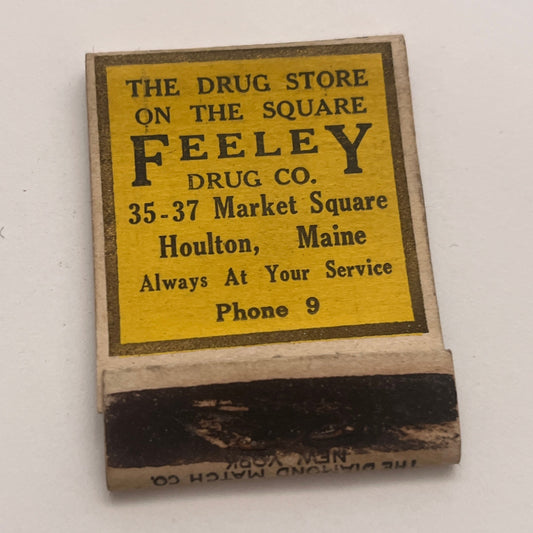 THE DRUG STORE
ON THE SQUARE
FEELEY
DRUG CO.
35-37 Market Square
Houlton, Maine
Always At Your Service
Phone 9
THE DIAMOND MATCH CO.
NEW YORK